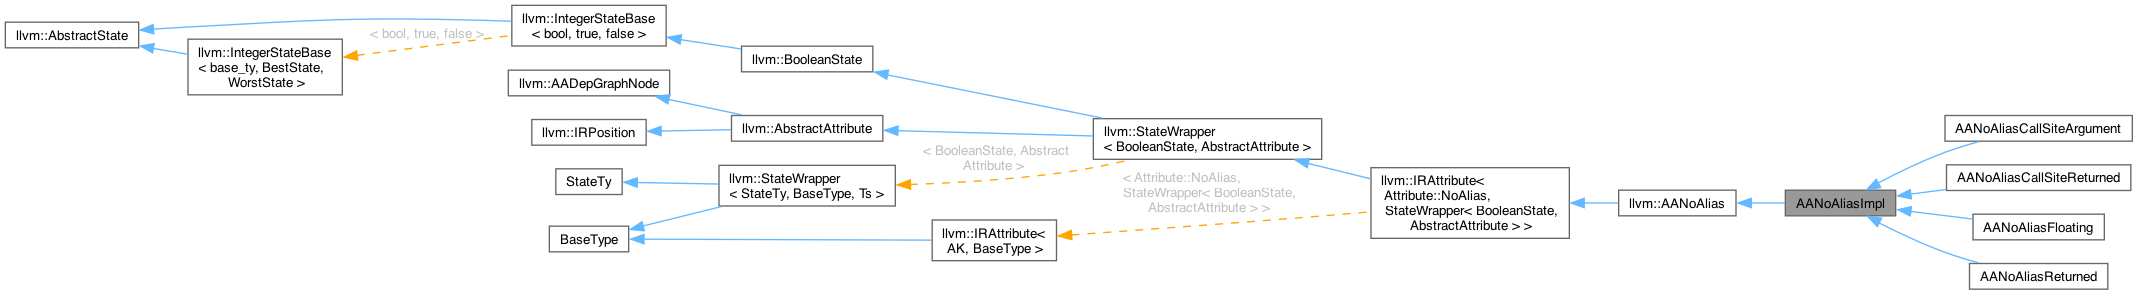 llvm::AbstractState
llvm::IntegerStateBase
< base_ty, BestState,
WorstState >
< bool, true, false >
llvm::IntegerStateBase
< bool, true, false >
llvm::BooleanState
llvm::AADepGraphNode
llvm::IRPosition
llvm::AbstractAttribute
StateTy
BaseType
llvm::StateWrapper
< StateTy, BaseType, Ts >
< BooleanState, Abstract
Attribute >
llvm::IRAttribute<
AK, BaseType >
llvm::StateWrapper
< BooleanState, AbstractAttribute >
< Attribute::NoAlias,
StateWrapper< BooleanState,
AbstractAttribute > >
llvm::IRAttribute<
Attribute::NoAlias,
StateWrapper< BooleanState,
AbstractAttribute > >
llvm::AANoAlias
AANoAliasImpl
AANoAliasCallSiteArgument
AANoAliasCallSiteReturned
AANoAliasFloating
AANoAliasReturned